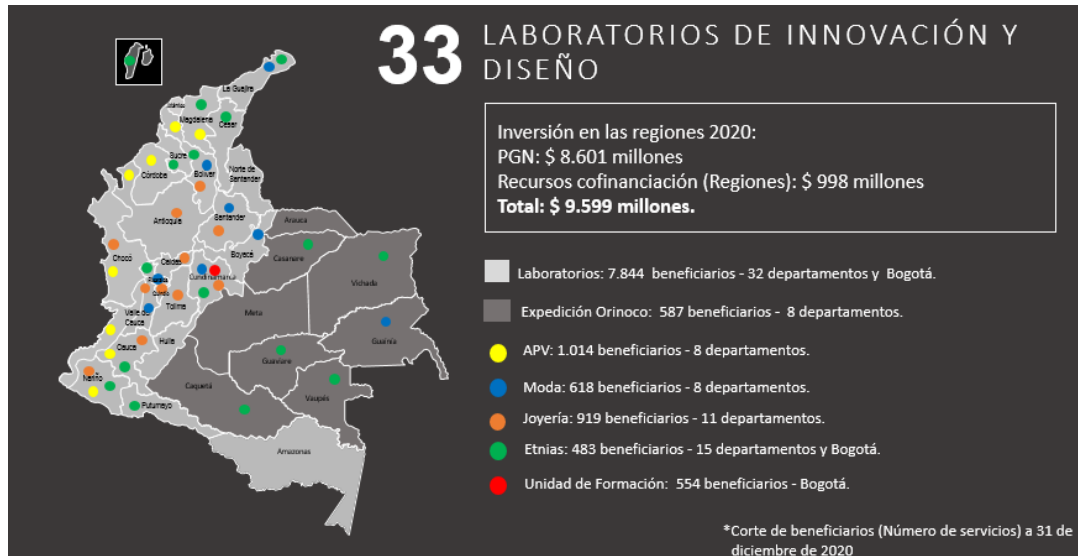 33 LABORATORIOS DE INNOVACIÓN Y
DISEÑO
Inversión en las regiones 2020:
PGN: $ 8.601 millones
Recursos cofinanciación (Regiones): $ 998 millones
Total: $ 9.599 millones.
Laboratorios: 7.844 beneficiarios - 32 departamentos y Bogotá.
Expedición Orinoco: 587 beneficiarios - 8 departamentos.
APV: 1.014 beneficiarios - 8 departamentos.
Moda: 618 beneficiarios - 8 departamentos.
Joyería: 919 beneficiarios - 11 departamentos.
Etnias: 483 beneficiarios - 15 departamentos y Bogotá.
Unidad de Formación: 554 beneficiarios - Bogotá.
*Corte de beneficiarios (Número de servicios) a 31 de
diciembre de 2020
La Guajira
Magdalena
Cesar
Sucre
Córdoba
Bolívar
Norte de
Santander
Antioquia
Santander
Arauca
Chocó
Caldas
Boyacá
Casanare
Cundinamarca
Vichada
Tolima
Valle del
Cauca
Meta
Guainía
Cauca
Huila
Guaviare
Nariño
Caquetá
Vaupés
Putumayo
Amazonas